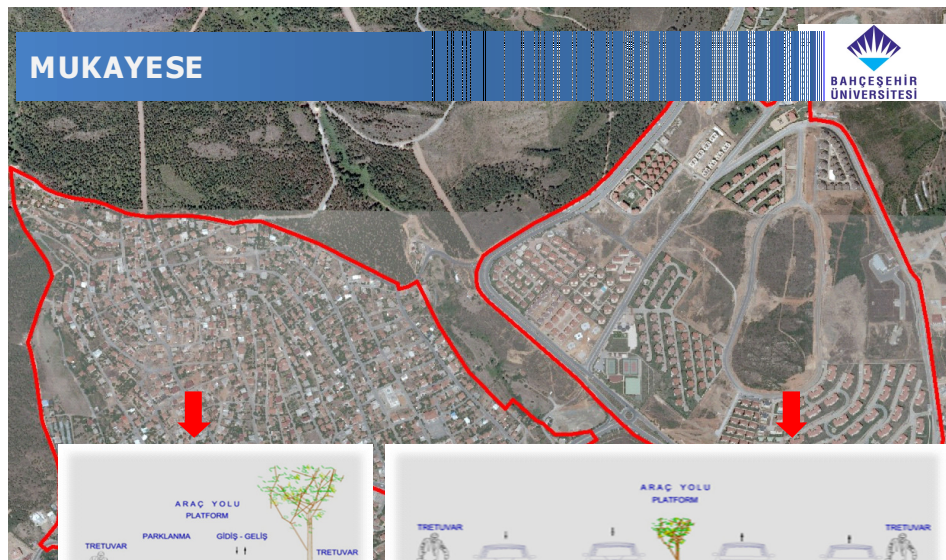 MUKAYESE
BAHÇEŞEHİR
ÜNİVERSİTESİ
ARAÇ YOLU
PLATFORM
PARKLANMA GİDİŞ - GELİŞ
TRETUVAR
TRETUVAR
ARAÇ YOLU
PLATFORM
TRETUVAR
TRETUVAR